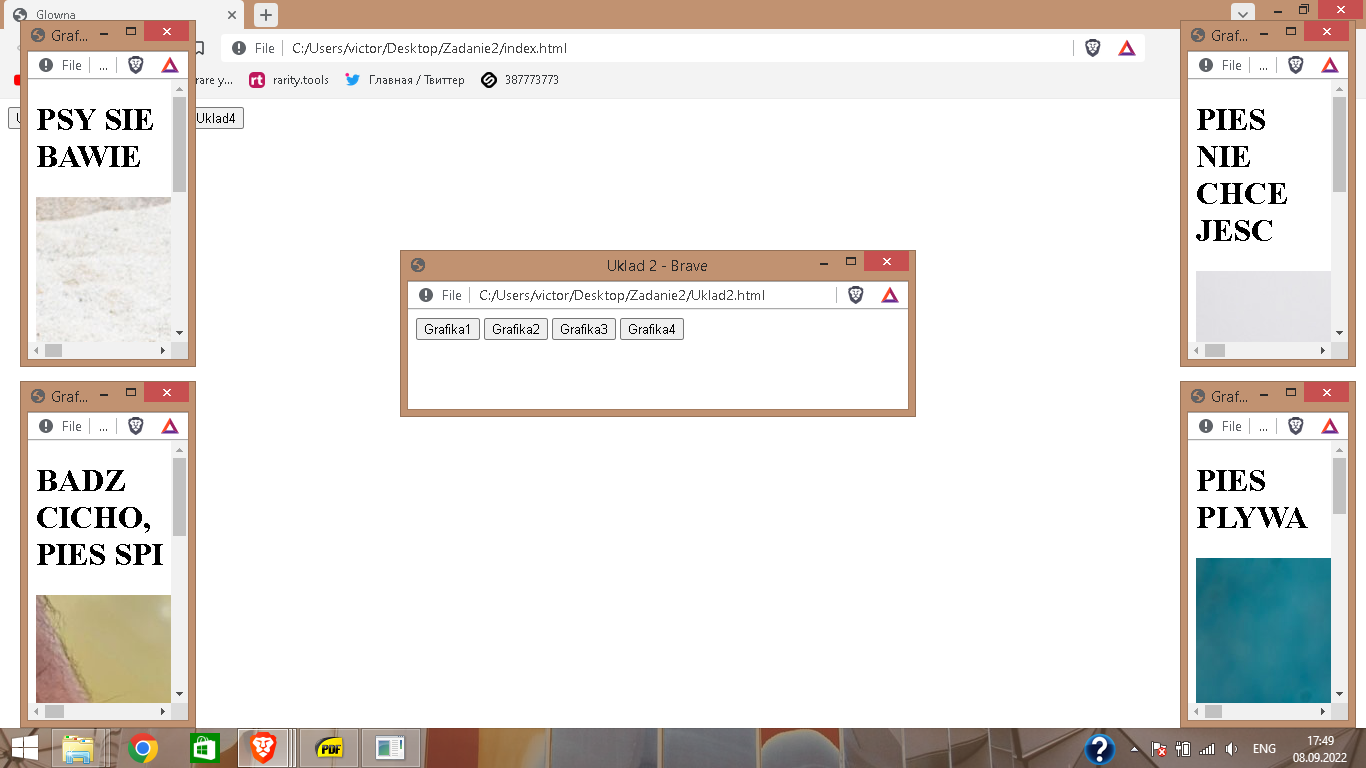 Glowna
File C:/Users/victor/Desktop/Zadanie2/index.html
rare y... rarity.tools Главная / Твиттер 387773773
Uklad4
Graf...
File ...
PSY SIE
BAWIE
Graf...
File ...
PIES
NIE
CHCE
JESC
Uklad 2 - Brave
File C:/Users/victor/Desktop/Zadanie2/Uklad2.html
Grafika1 Grafika2 Grafika3 Grafika4
Graf...
File ...
BADZ
CICHO,
PIES SPI
Graf...
File ...
PIES
PLYWA
PDF
ENG
17:49
08.09.2022